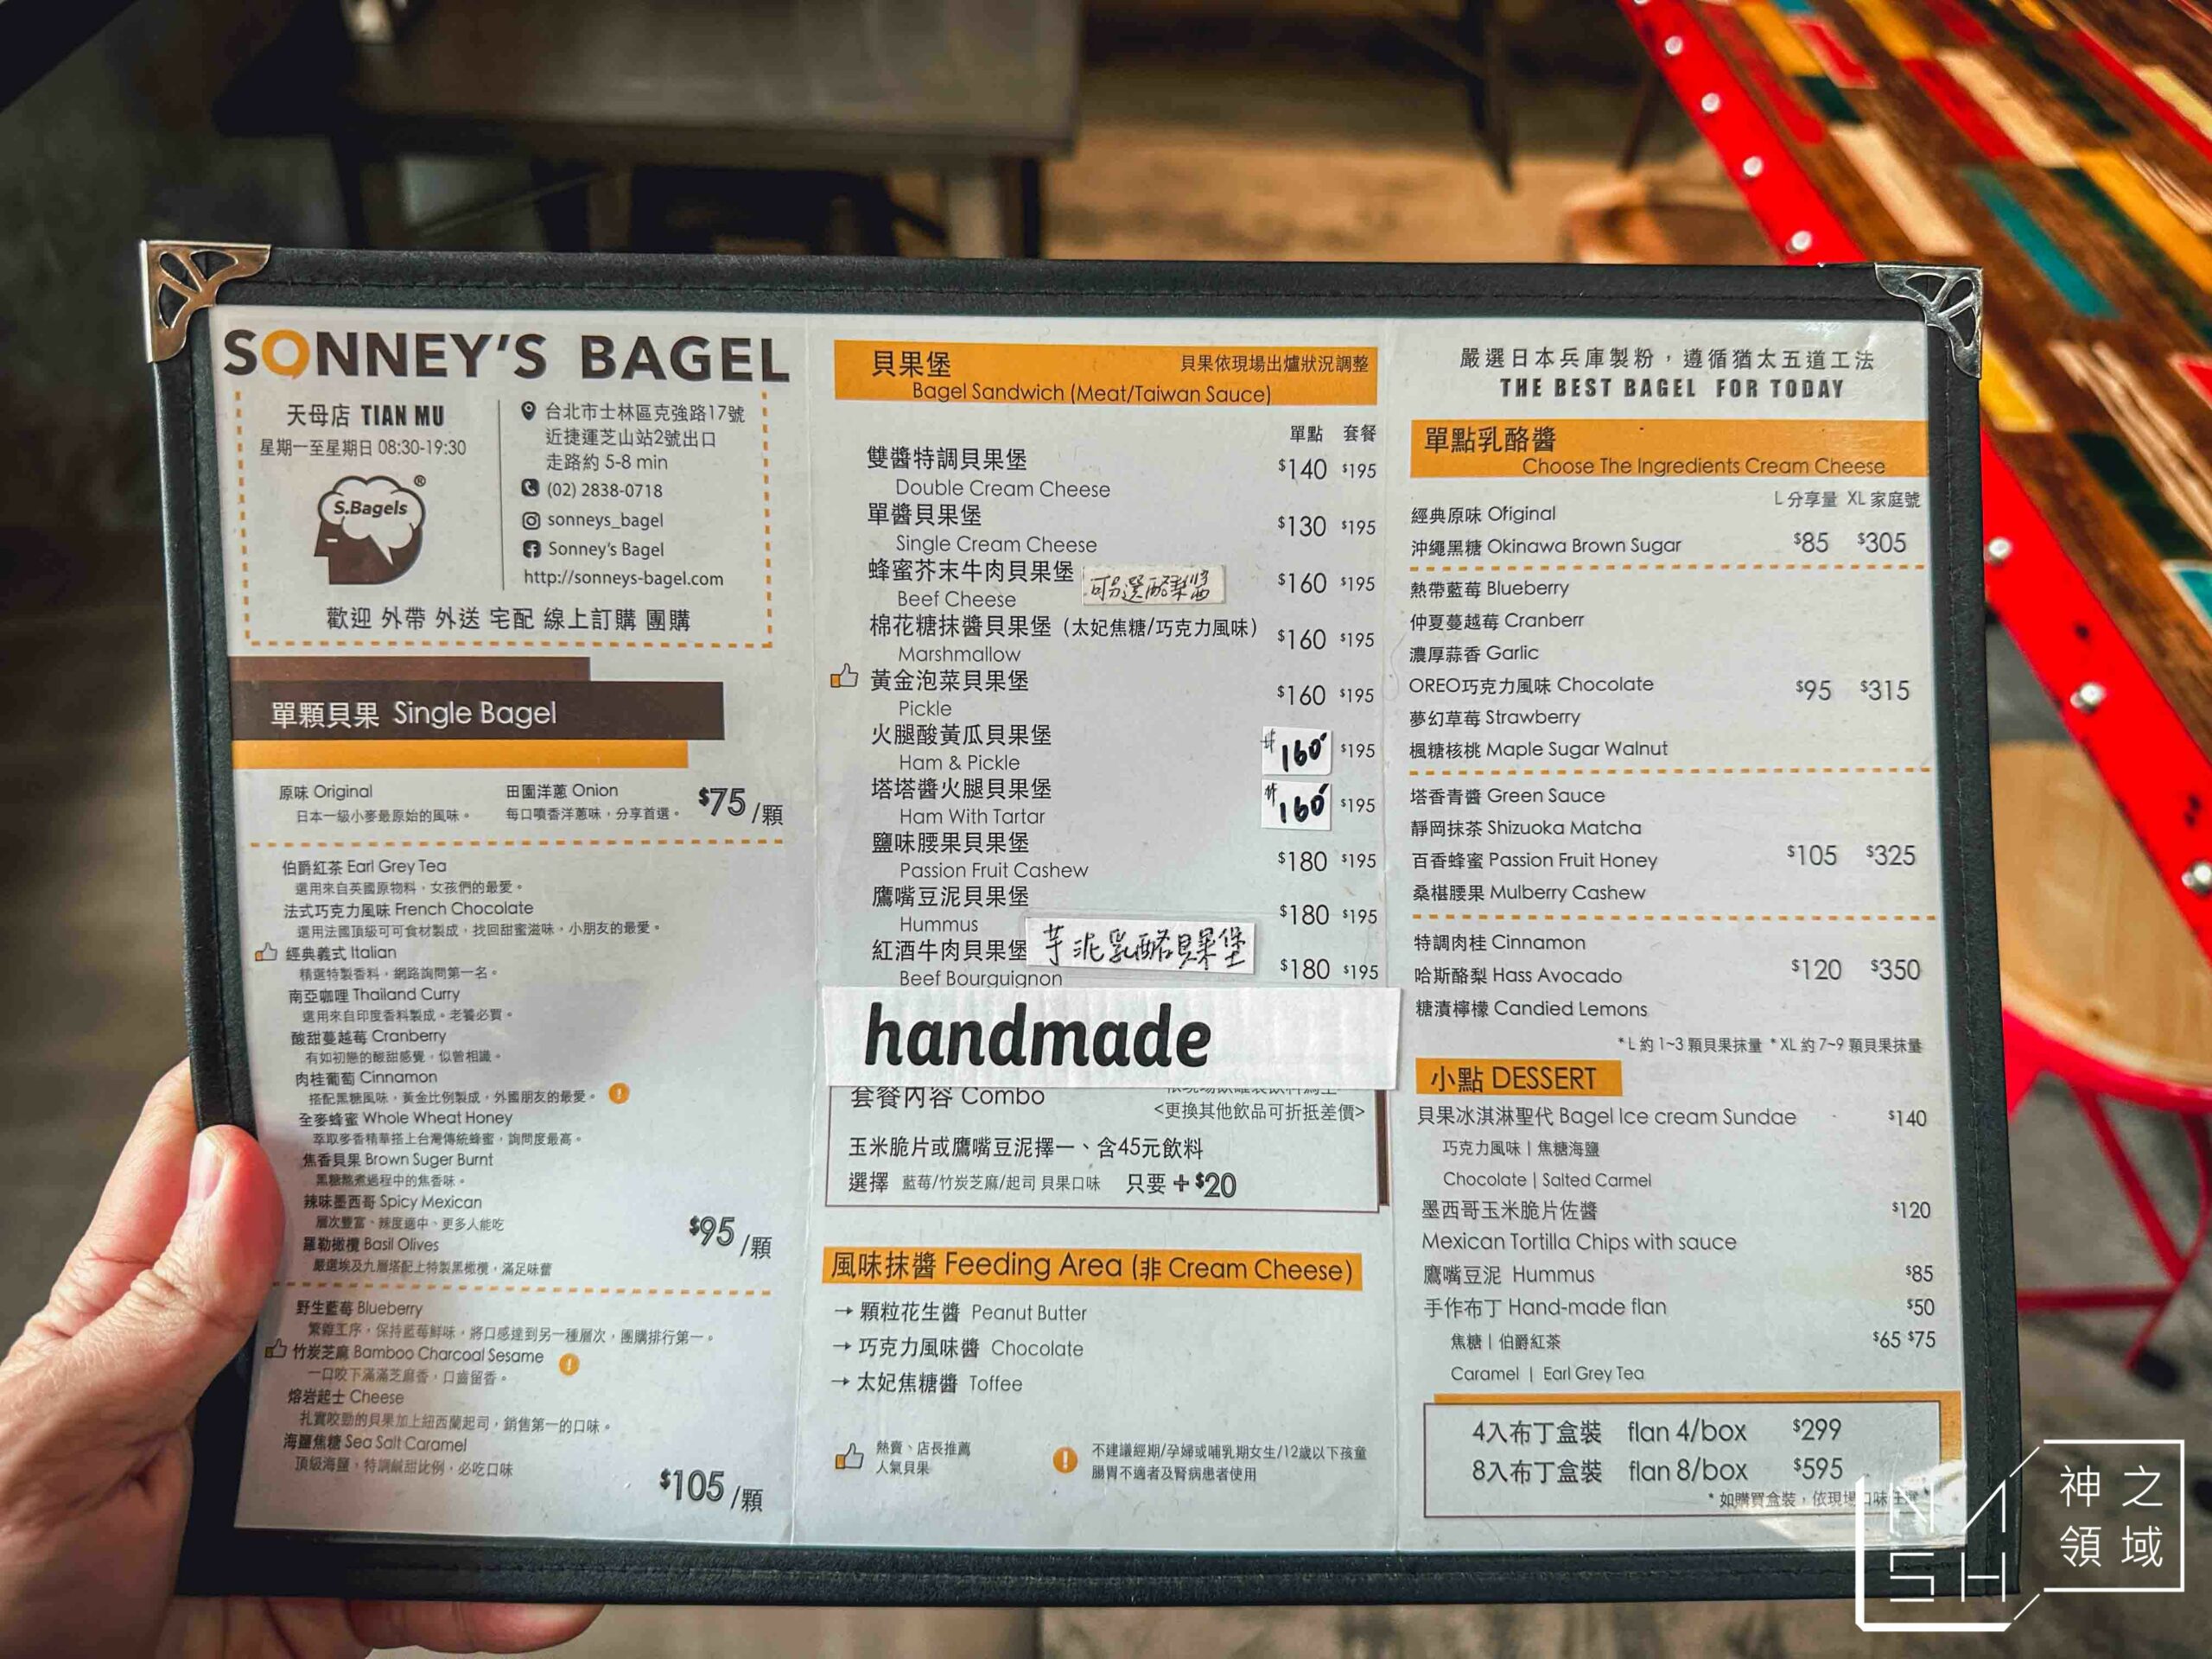 SONNEY'S BAGEL
天母店 TIAN MU
星期一至星期日 08:30-19:30
S.Bagels®
台北市士林區克強路17號
近捷運芝山站2號出口
走路約 5-8 min
(02) 2838-0718
sonneys_bagel
Sonney's Bagel
http://sonneys-bagel.com
歡迎 外帶 外送 宅配 線上訂購 團購
單顆貝果 Single Bagel
原味 Original 田園洋蔥 Onion $75/顆
日本一級小麥最原始的風味。 每口噴香洋蔥味,分享首選。
伯爵紅茶 Earl Grey Tea
選用來自英國原物料,女孩們的最愛。
法式巧克力風味 French Chocolate
選用法國頂級可可食材製成,找回甜蜜滋味,小朋友的最愛。
經典義式 Italian
精選特製香料,網路詢問第一名。
南亞咖哩 Thailand Curry
選用來自印度香料製成。老饕必買。
酸甜蔓越莓 Cranberry
有如初戀的酸甜感覺,似曾相識。
肉桂葡萄 Cinnamon
搭配黑糖風味,黃金比例製成,外國朋友的最愛。
全麥蜂蜜 Whole Wheat Honey
萃取麥香精華搭上台灣傳統蜂蜜,詢問度最高。
焦香貝果 Brown Suger Burnt
黑糖熬煮過程中的焦香味。
辣味墨西哥 Spicy Mexican
層次豐富、辣度適中、更多人能吃
羅勒橄欖 Basil Olives
嚴選埃及九層塔配上特製黑橄欖,滿足味蕾
$95/顆
野生藍莓 Blueberry
繁雜工序,保持藍莓鮮味,將口感達到另一種層次,團購排行第一。
竹炭芝麻 Bamboo Charcoal Sesame
一口咬下滿滿芝麻香,口齒留香。
熔岩起士 Cheese
扎實咬勁的貝果加上紐西蘭起司,銷售第一的口味。
海鹽焦糖 Sea Salt Caramel
頂級海鹽,特調鹹甜比例,必吃口味
$105/顆
貝果堡 貝果依現場出爐狀況調整
Bagel Sandwich (Meat/Taiwan Sauce)
單點 套餐
雙醬特調貝果堡 $140 $195
Double Cream Cheese
單醬貝果堡 $130 $195
Single Cream Cheese
蜂蜜芥末牛肉貝果堡 可另選酪梨醬 $160 $195
Beef Cheese
棉花糖抹醬貝果堡(太妃焦糖/巧克力風味) $160 $195
Marshmallow
黃金泡菜貝果堡 $160 $195
Pickle
火腿酸黃瓜貝果堡 $160 $195
Ham & Pickle
塔塔醬火腿貝果堡 $160 $195
Ham With Tartar
鹽味腰果貝果堡 $180 $195
Passion Fruit Cashew
鷹嘴豆泥貝果堡 $180 $195
Hummus
紅酒牛肉貝果堡 芋泥乳酪貝果堡 $180 $195
Beef Bourguignon
handmade
套餐內容 Combo
<更換其他飲品可折抵差價>
玉米脆片或鷹嘴豆泥擇一、含45元飲料
選擇 藍莓/竹炭芝麻/起司 貝果口味 只要 +$20
風味抹醬 Feeding Area (非 Cream Cheese)
→ 顆粒花生醬 Peanut Butter
→ 巧克力風味醬 Chocolate
→ 太妃焦糖醬 Toffee
熱賣、店長推薦
人氣貝果
不建議經期/孕婦或哺乳期女生/12歲以下孩童
腸胃不適者及腎病患者使用
嚴選日本兵庫製粉,遵循猶太五道工法
THE BEST BAGEL FOR TODAY
單點乳酪醬
Choose The Ingredients Cream Cheese
L 分享量 XL 家庭號
經典原味 Original
沖繩黑糖 Okinawa Brown Sugar $85 $305
熱帶藍莓 Blueberry
仲夏蔓越莓 Cranberr
濃厚蒜香 Garlic
OREO巧克力風味 Chocolate $95 $315
夢幻草莓 Strawberry
楓糖核桃 Maple Sugar Walnut
塔香青醬 Green Sauce
靜岡抹茶 Shizuoka Matcha
百香蜂蜜 Passion Fruit Honey $105 $325
桑椹腰果 Mulberry Cashew
特調肉桂 Cinnamon
哈斯酪梨 Hass Avocado $120 $350
糖漬檸檬 Candied Lemons
*L 約 1~3 顆貝果抹量 *XL 約 7~9 顆貝果抹量
小點 DESSERT
貝果冰淇淋聖代 Bagel Ice cream Sundae $140
巧克力風味 | 焦糖海鹽
Chocolate | Salted Carmel
墨西哥玉米脆片佐醬 $120
Mexican Tortilla Chips with sauce
鷹嘴豆泥 Hummus $85
手作布丁 Hand-made flan $50
焦糖 | 伯爵紅茶 $65 $75
Caramel | Earl Grey Tea
4入布丁盒裝 flan 4/box $299
8入布丁盒裝 flan 8/box $595
*如購買盒裝,依現場口味
NM
SH
神之
領域